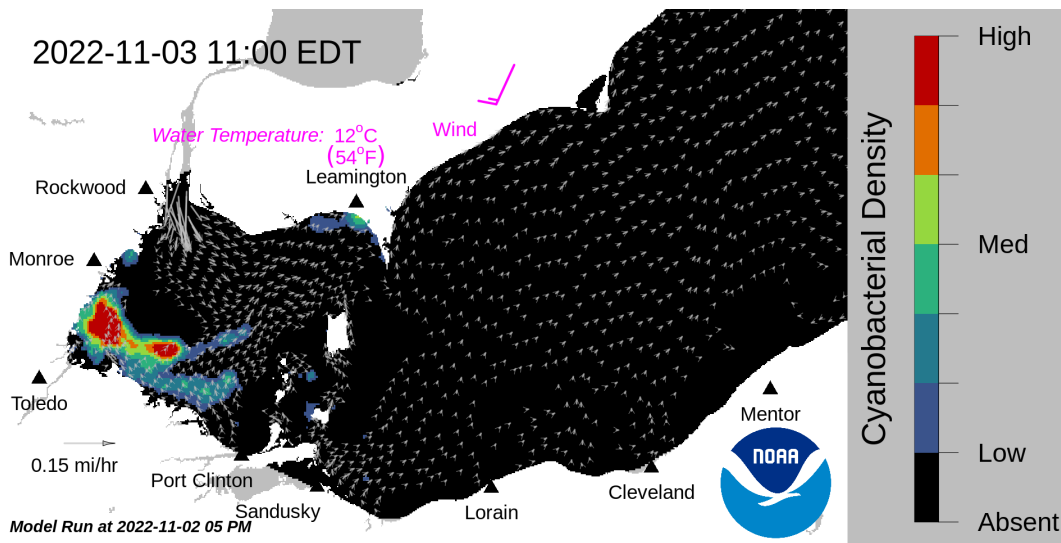 2022-11-03 11:00 EDT
High
Wind
Water Temperature: 12°C
(54°F)
Leamington
Rockwood
Cyanobacterial Density
Med
Monroe
Toledo
Mentor
0.15 mi/hr
NOAA
Low
Port Clinton
Cleveland
Sandusky
Lorain
Absent
Model Run at 2022-11-02 05 PM